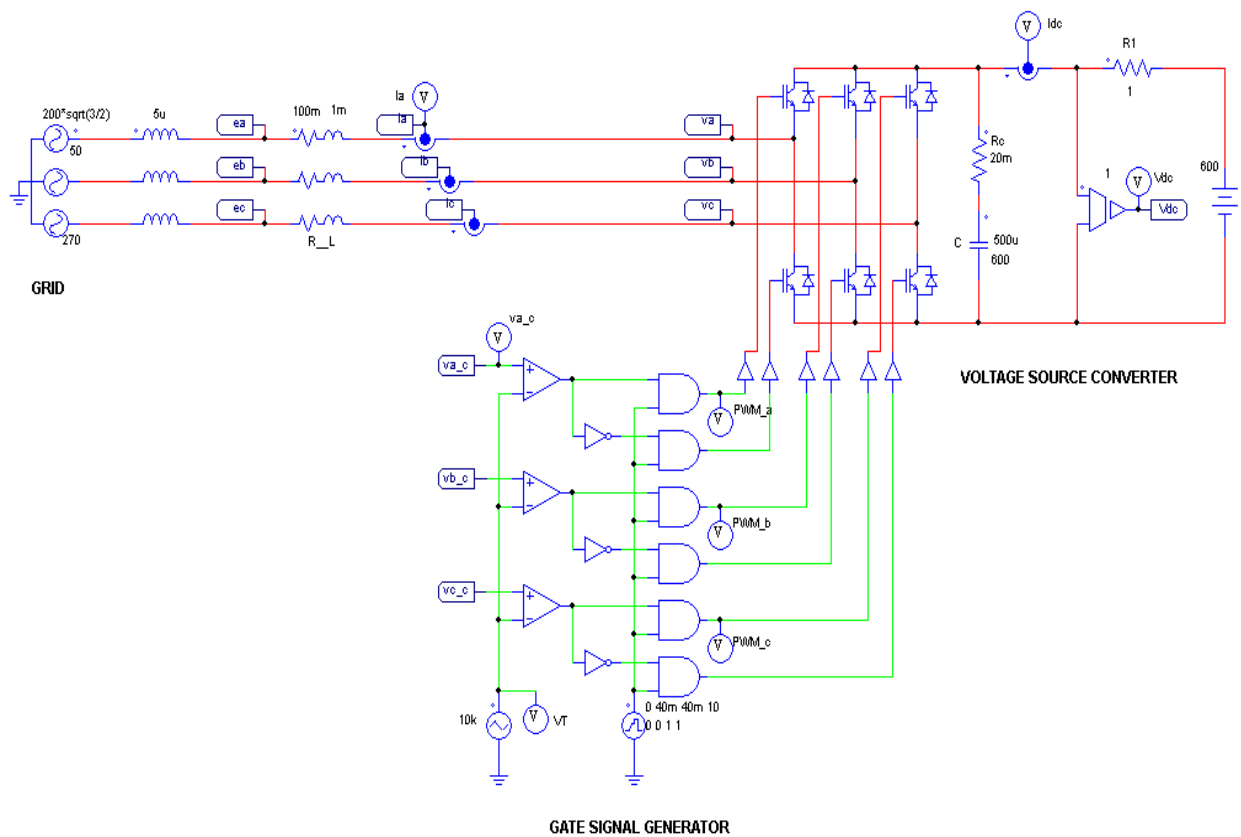 Idc
V
R1
1
200*sqrt(3/2)
50
5u
ea
100m 1m
Ia
V
Ia
va
eb
Ib
vb
ec
Ic
vc
270
R__L
GRID
Rc
20m
C
500u
600
1
V
Vdc
Vdc
600
VOLTAGE SOURCE CONVERTER
va_c
V
va_c
PWM_a
V
vb_c
PWM_b
V
vc_c
PWM_c
V
10k
V
VT
0 40m 40m 10
0 0 1 1
GATE SIGNAL GENERATOR